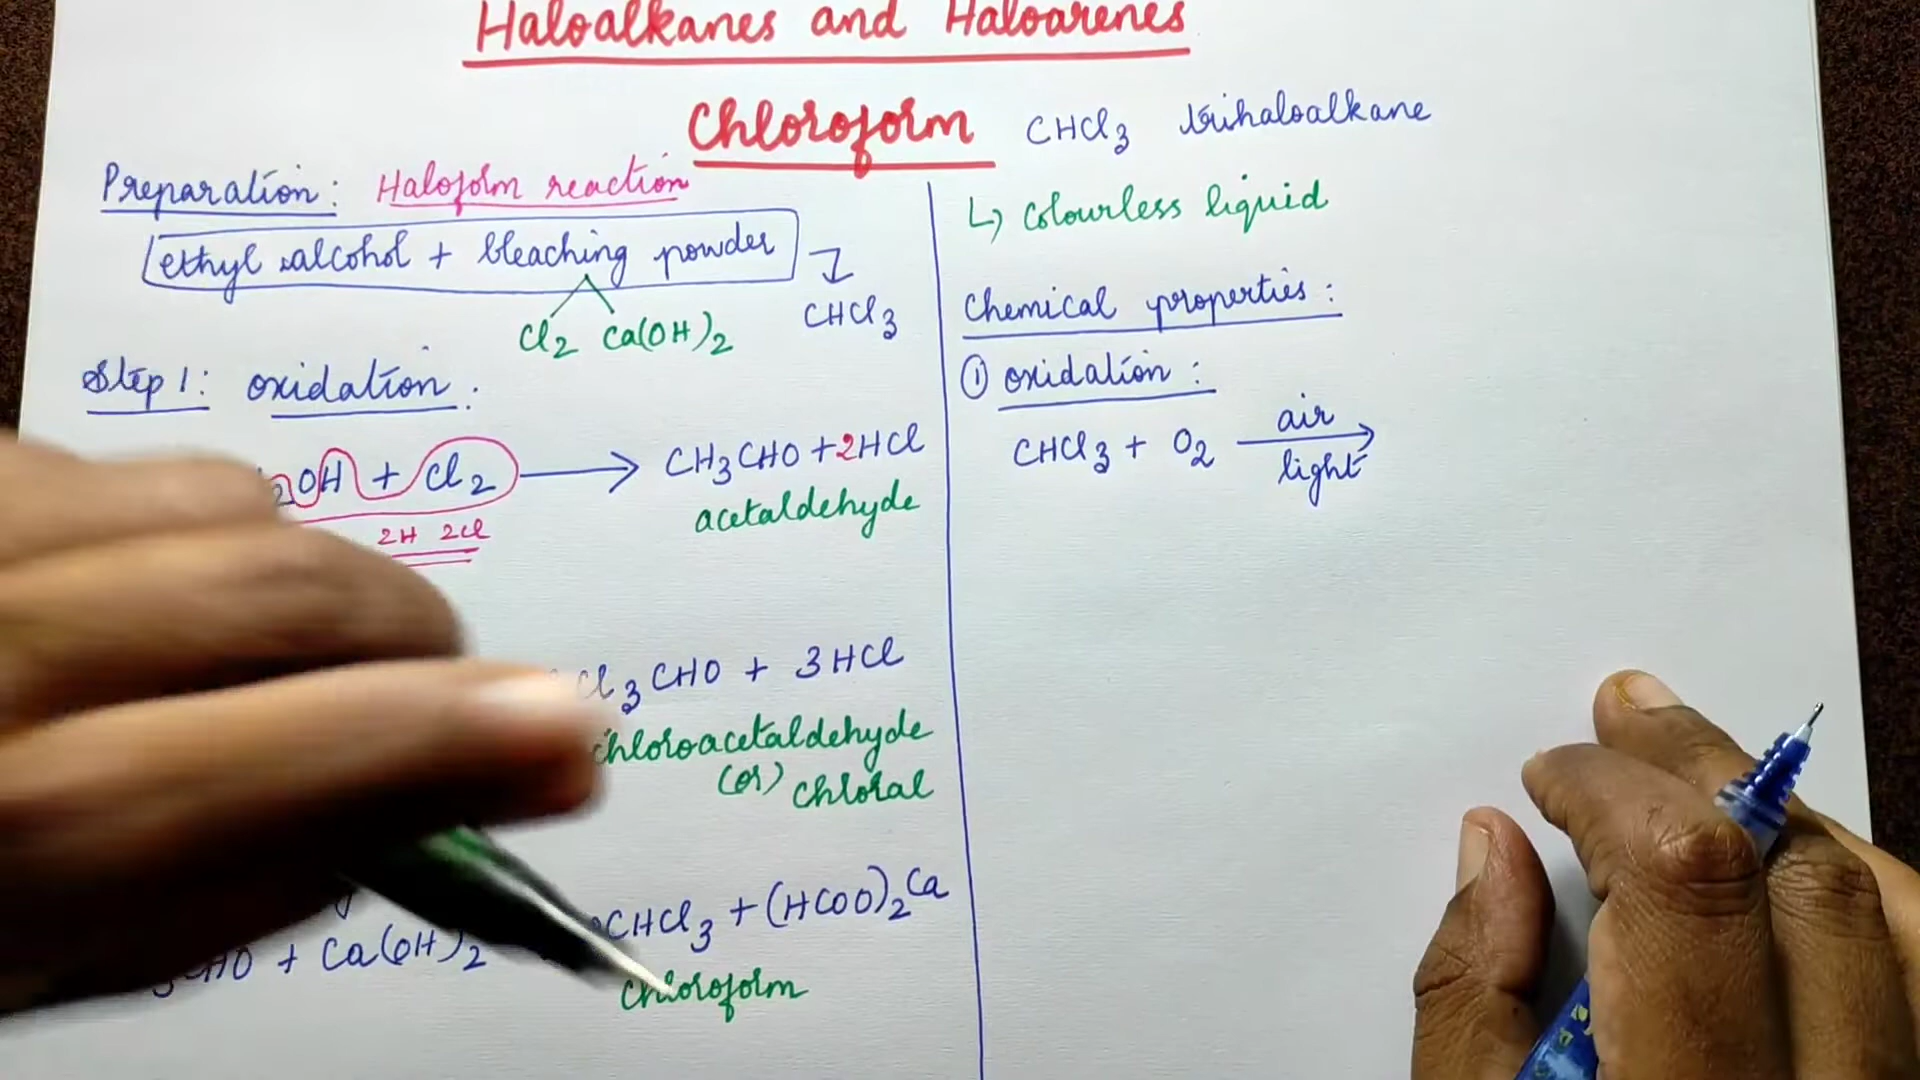 Haloalkanes and Haloarenes
Chloroform CHCl3 trihaloalkane
Preparation: Haloform reaction
ethyl alcohol + bleaching powder
CHCl3
Cl2 Ca(OH)2
Step 1: oxidation.
2OH + Cl2 → CH3CHO + 2HCl
2H 2Cl
acetaldehyde
Cl3CHO + 3HCl
chloroacetaldehyde
(or) chloral
CHO + Ca(OH)2 CHCl3 + (HCOO)2Ca
chloroform
↳ Colourless liquid
Chemical properties:
① oxidation:
CHCl3 + O2 air light →